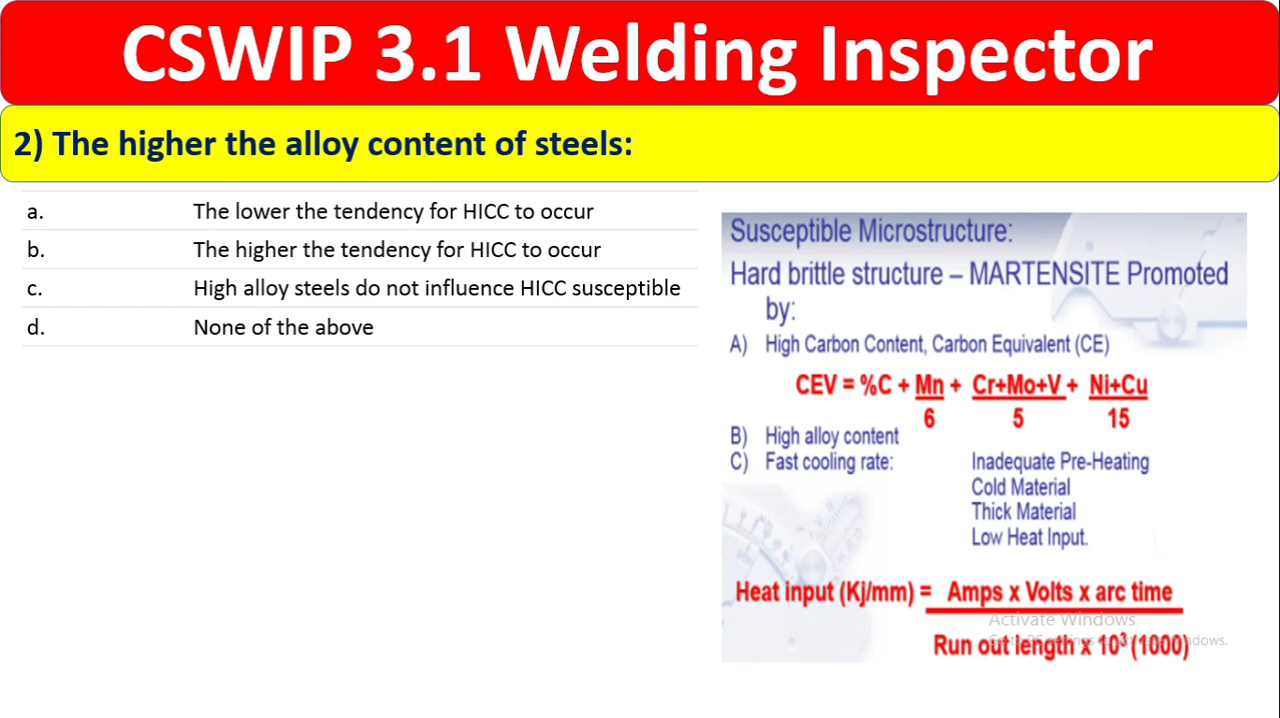 CSWIP 3.1 Welding Inspector
2) The higher the alloy content of steels:
a. The lower the tendency for HICC to occur
b. The higher the tendency for HICC to occur
c. High alloy steels do not influence HICC susceptible
d. None of the above
Susceptible Microstructure:
Hard brittle structure – MARTENSITE Promoted
by:
A) High Carbon Content, Carbon Equivalent (CE)
CEV = %C + Mn + Cr+Mo+V + Ni+Cu
6 5 15
B) High alloy content
C) Fast cooling rate: Inadequate Pre-Heating
Cold Material
Thick Material
Low Heat Input.
Heat input (Kj/mm) = Amps x Volts x arc time
Activate Windows
Run out length x 10³ (1000)